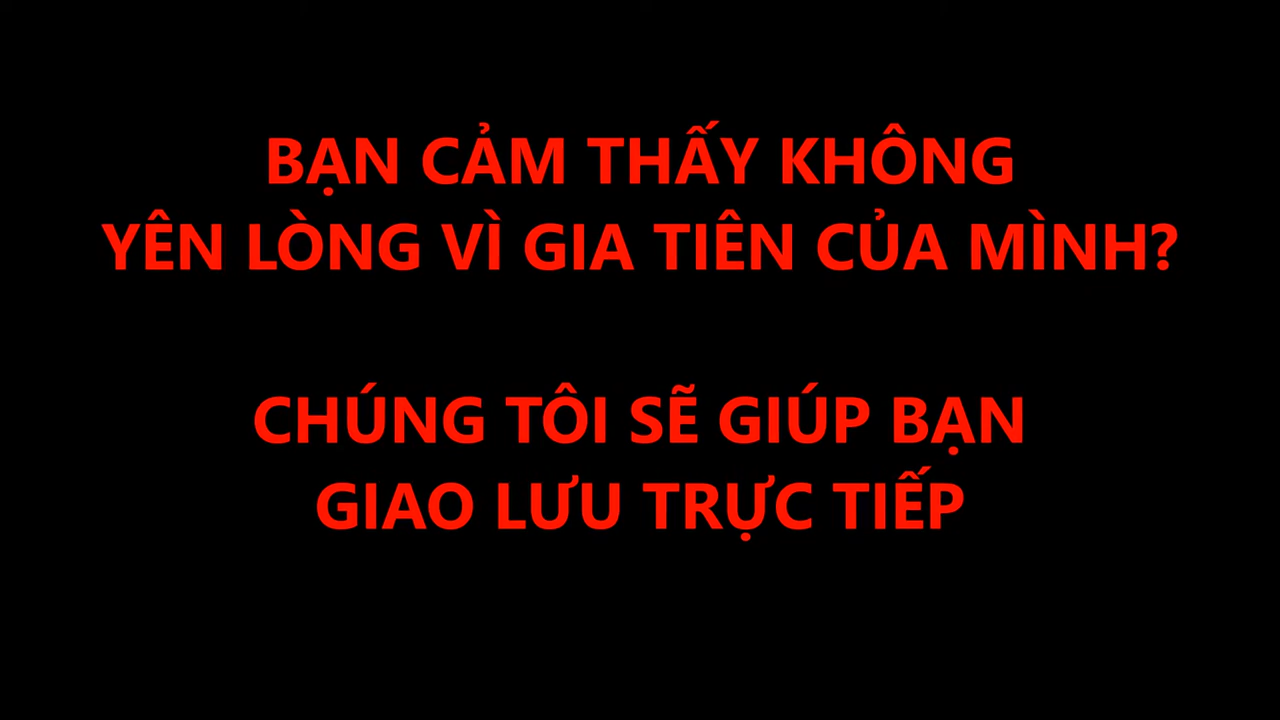 BẠN CẢM THẤY KHÔNG
YÊN LÒNG VÌ GIA TIÊN CỦA MÌNH?
CHÚNG TÔI SẼ GIÚP BẠN
GIAO LƯU TRỰC TIẾP